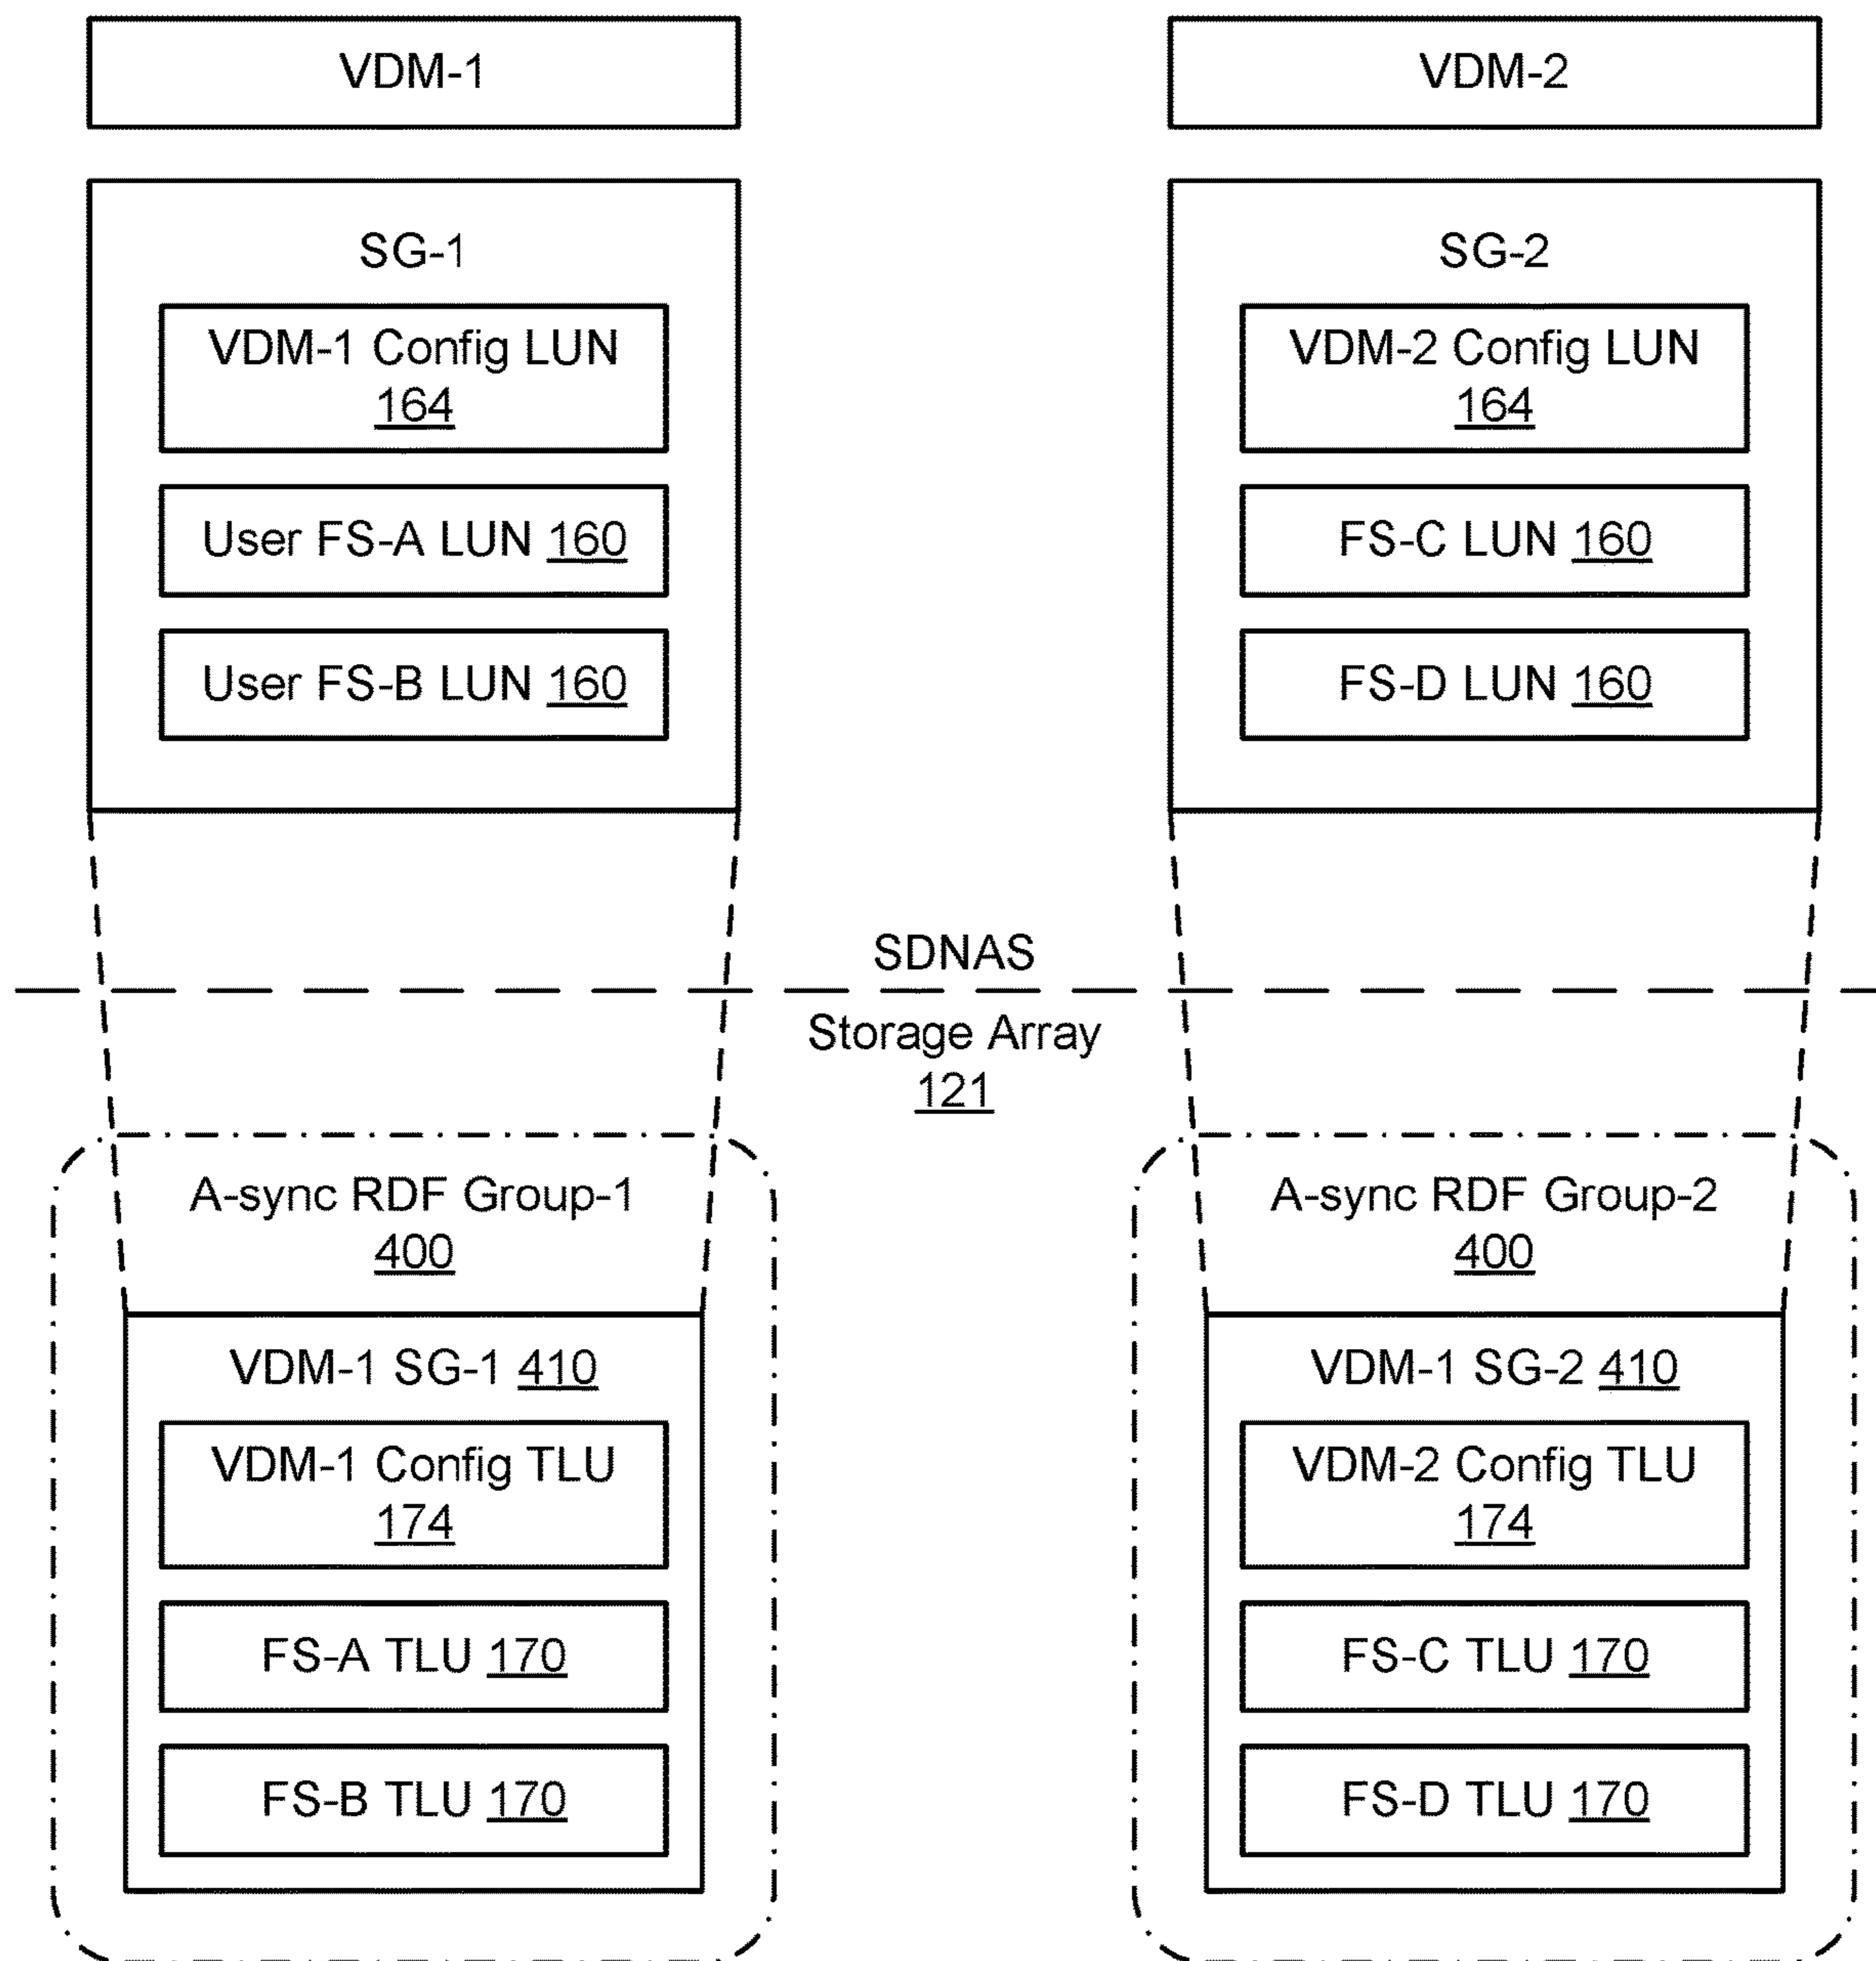 VDM-1
VDM-2
SG-1
VDM-1 Config LUN
164
User FS-A LUN 160
User FS-B LUN 160
SG-2
VDM-2 Config LUN
164
FS-C LUN 160
FS-D LUN 160
SDNAS
Storage Array
121
A-sync RDF Group-1
400
VDM-1 SG-1 410
VDM-1 Config TLU
174
FS-A TLU 170
FS-B TLU 170
A-sync RDF Group-2
400
VDM-1 SG-2 410
VDM-2 Config TLU
174
FS-C TLU 170
FS-D TLU 170